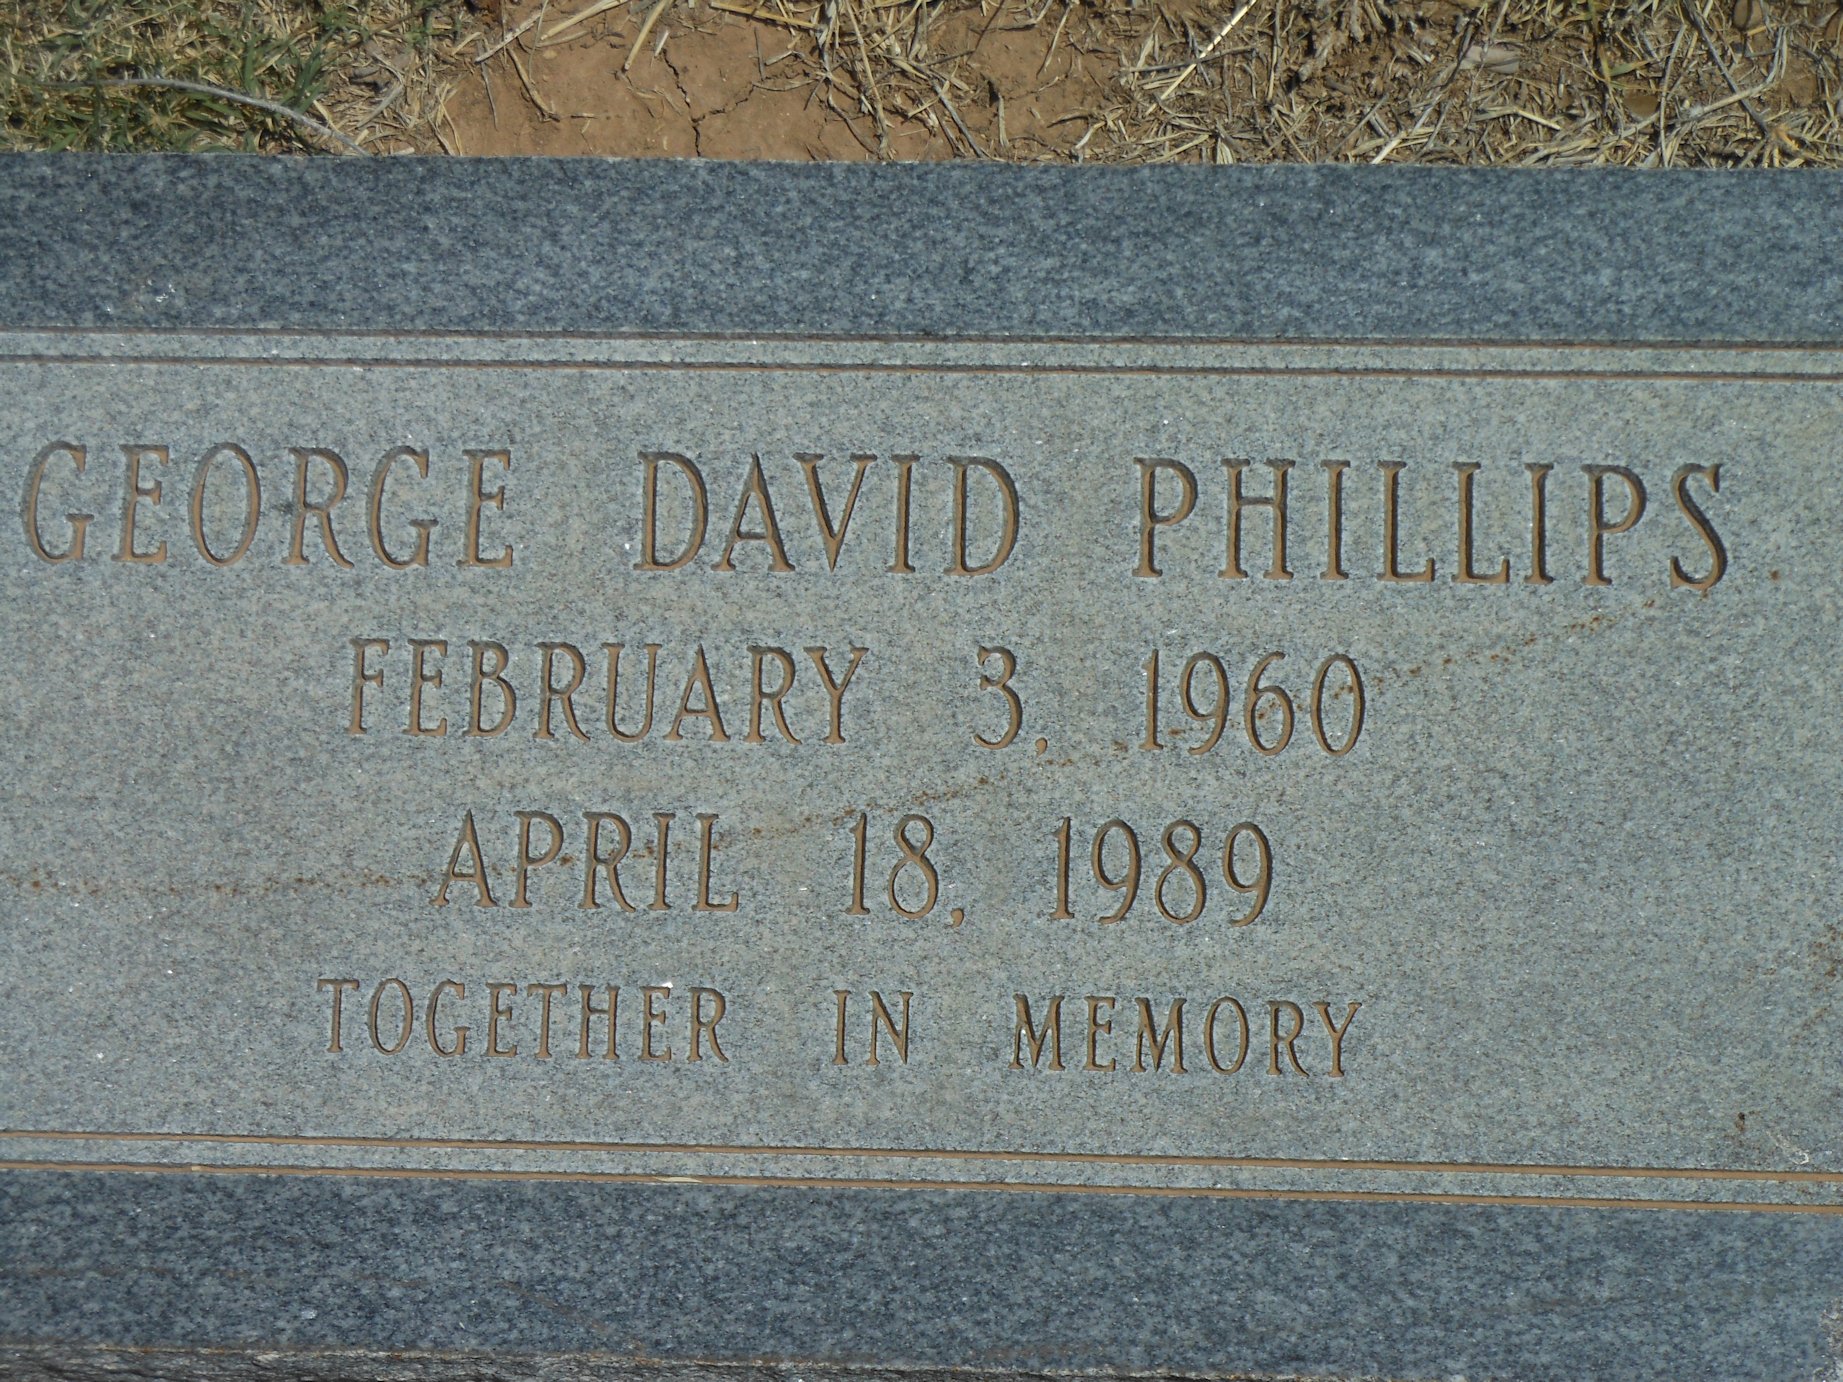 GEORGE DAVID PHILLIPS
FEBRUARY 3, 1960
APRIL 18, 1989
TOGETHER IN MEMORY